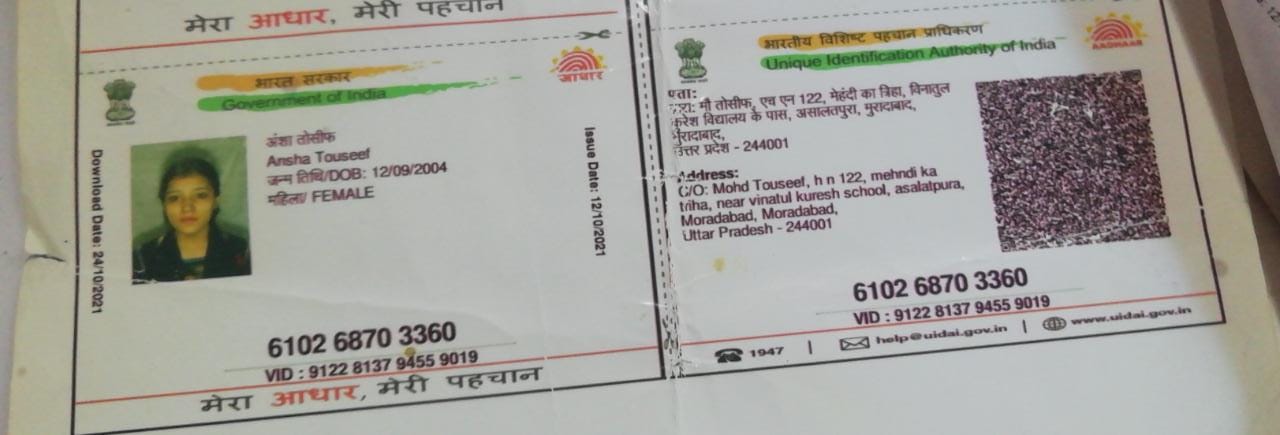 मेरा आधार, मेरी पहचान
भारत सरकार
Government of India
आधार
Download Date: 24/10/2021
अंशा तोसीफ
Ansha Touseef
जन्म तिथि/DOB: 12/09/2004
महिला/ FEMALE
Issue Date: 12/10/2021
6102 6870 3360
VID : 9122 8137 9455 9019
मेरा आधार, मेरी पहचान
भारतीय विशिष्ट पहचान प्राधिकरण
Unique Identification Authority of India
AADHAAR
पता:
मौ तोसीफ, एच एन 122, मेहंदी का त्रिहा, विनातुल
कुरेश विद्यालय के पास, असालतपुरा, मुरादाबाद,
मुरादाबाद,
उत्तर प्रदेश - 244001
Address:
C/O: Mohd Touseef, h n 122, mehndi ka
triha, near vinatul kuresh school, asalatpura,
Moradabad, Moradabad,
Uttar Pradesh - 244001
6102 6870 3360
VID : 9122 8137 9455 9019
1947 | help@uidai.gov.in | www.uidai.gov.in